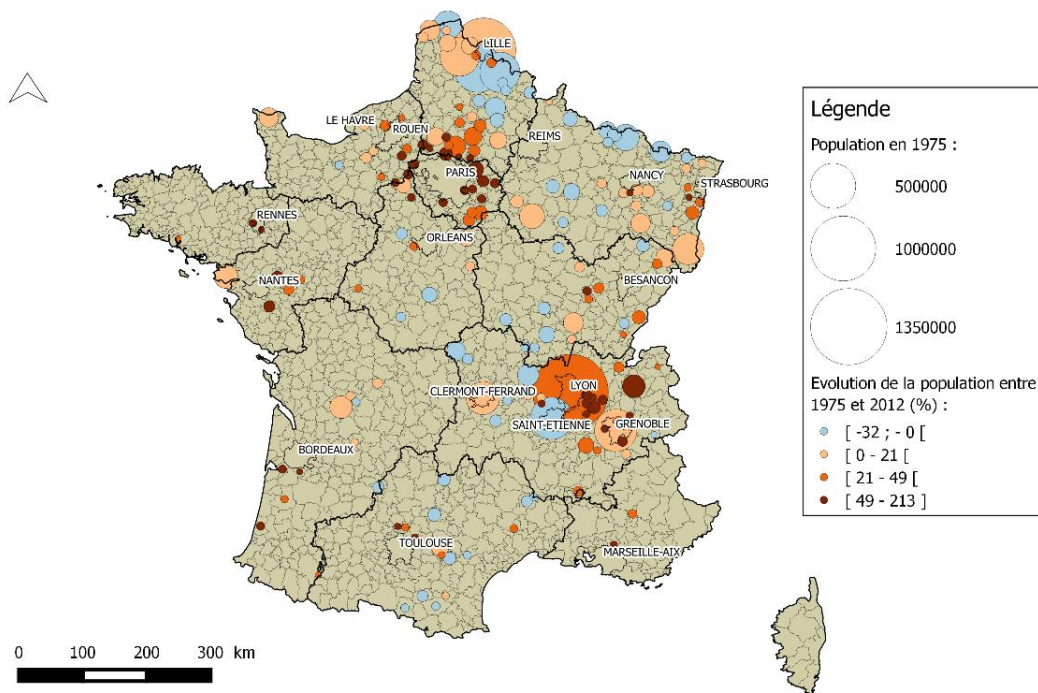 LILLE
LE HAVRE
ROUEN
REIMS
PARIS
NANCY
STRASBOURG
RENNES
ORLEANS
NANTES
BESANCON
CLERMONT-FERRAND
LYON
SAINT-ETIENNE
GRENOBLE
BORDEAUX
TOULOUSE
MARSEILLE-AIX
0 100 200 300 km
Légende
Population en 1975 :
500000
1000000
1350000
Evolution de la population entre
1975 et 2012 (%) :
[ -32 ; - 0 [
[ 0 - 21 [
[ 21 - 49 [
[ 49 - 213 ]